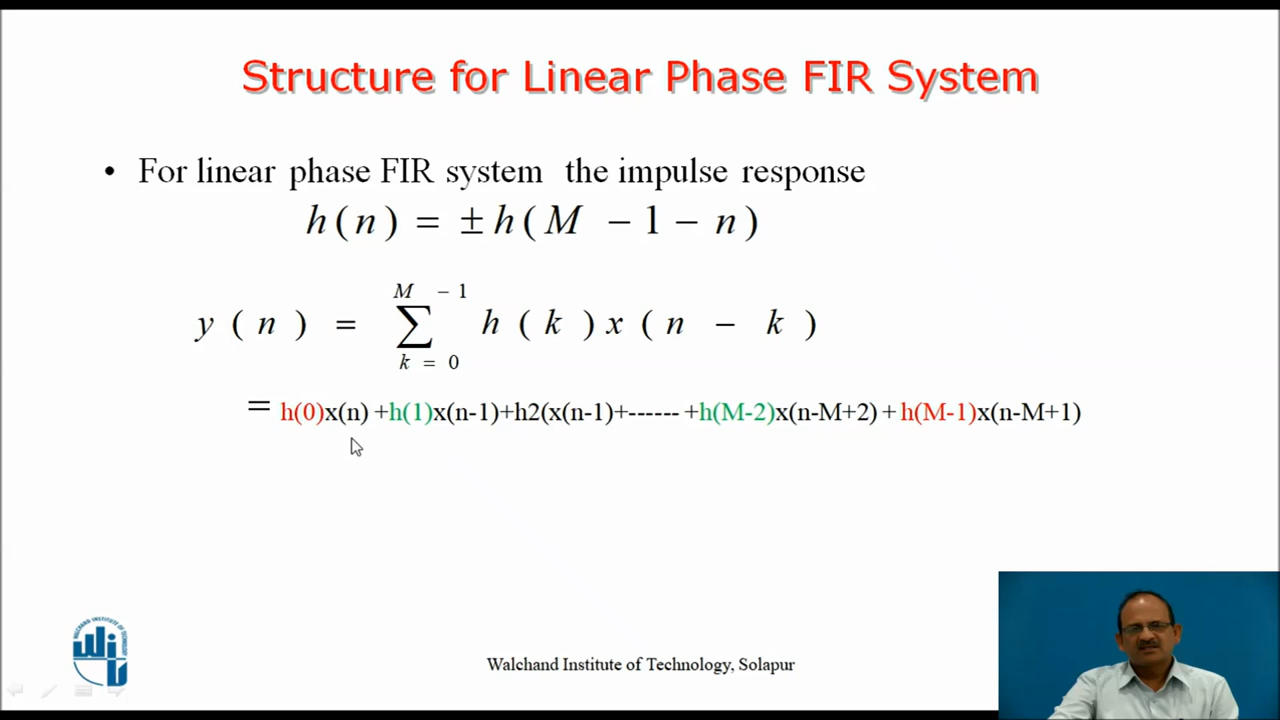 Structure for Linear Phase FIR System
• For linear phase FIR system the impulse response
h(n) = ±h(M − 1 − n)
M − 1
y(n) = ∑ h(k)x(n − k)
k = 0
= h(0)x(n) +h(1)x(n-1)+h2(x(n-1)+------ +h(M-2)x(n-M+2) + h(M-1)x(n-M+1)
Walchand Institute of Technology, Solapur